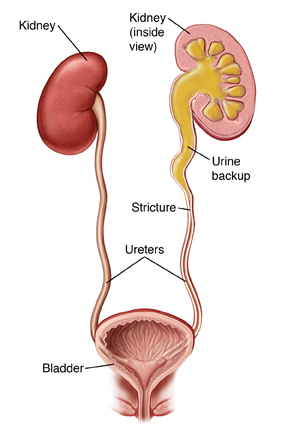 Kidney
Kidney
(inside
view)
Urine
backup
Stricture
Ureters
Bladder